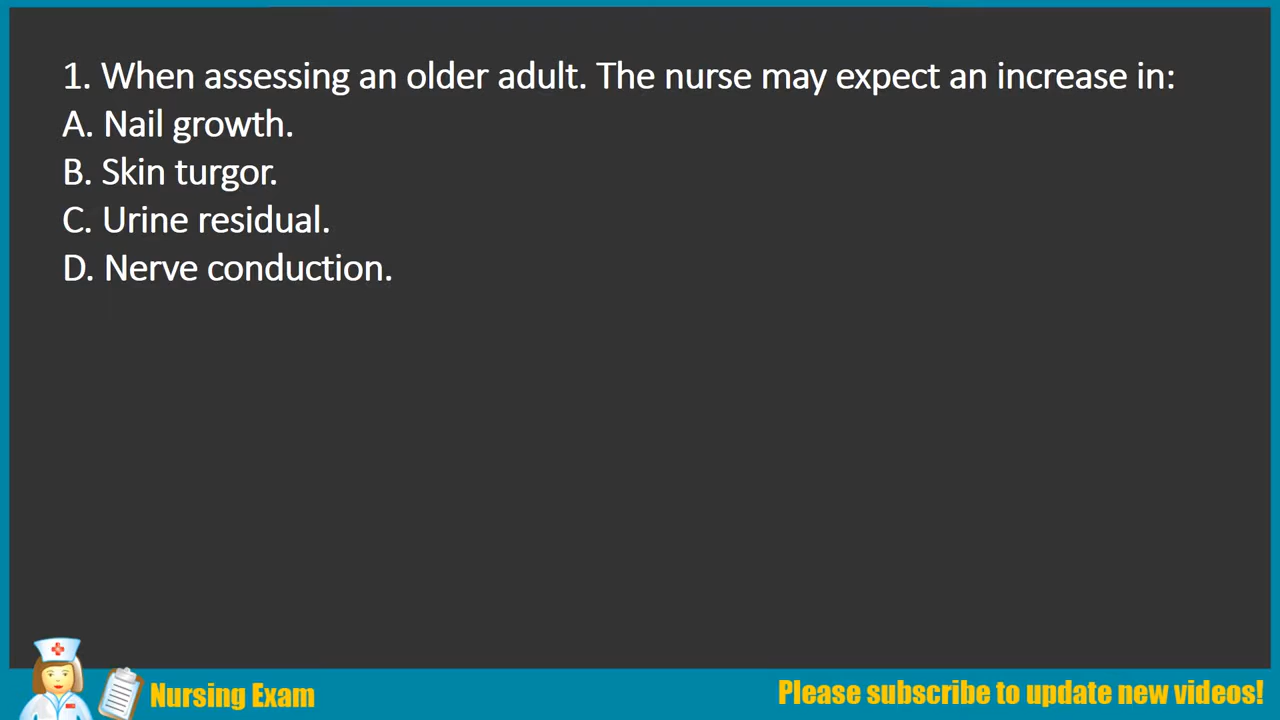 1. When assessing an older adult. The nurse may expect an increase in:
A. Nail growth.
B. Skin turgor.
C. Urine residual.
D. Nerve conduction.
Nursing Exam
Please subscribe to update new videos!